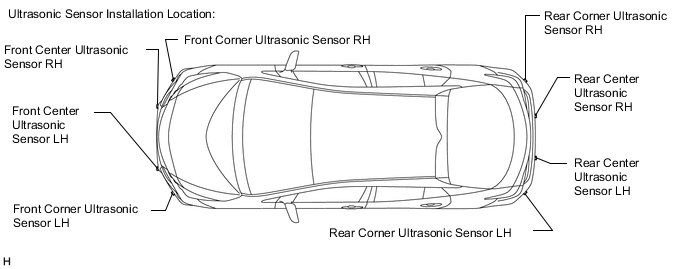 Ultrasonic Sensor Installation Location:
Front Corner Ultrasonic Sensor RH
Front Center Ultrasonic
Sensor RH
Front Center
Ultrasonic
Sensor LH
Front Corner Ultrasonic
Sensor LH
Rear Corner Ultrasonic
Sensor RH
Rear Center
Ultrasonic
Sensor RH
Rear Center
Ultrasonic
Sensor LH
Rear Corner Ultrasonic Sensor LH
H